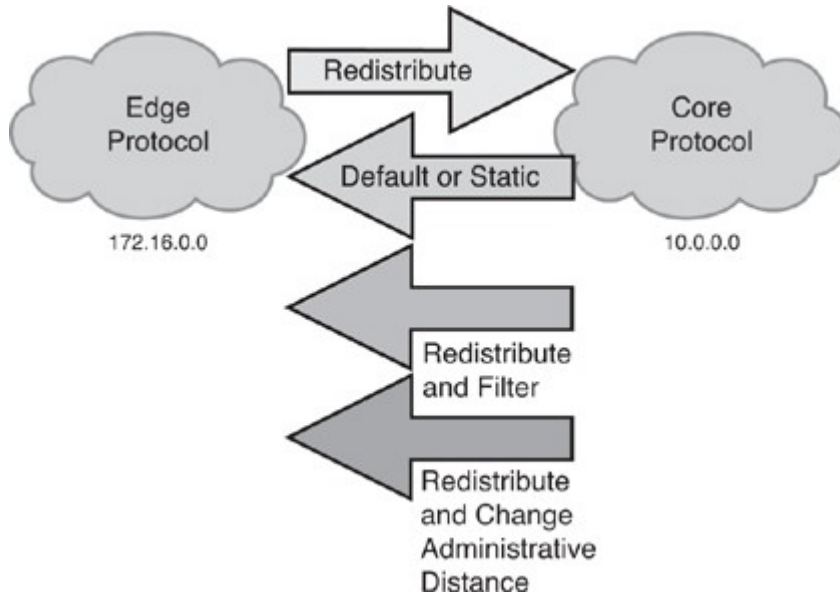 Redistribute
Edge
Protocol
Core
Protocol
Default or Static
172.16.0.0
10.0.0.0
Redistribute
and Filter
Redistribute
and Change
Administrative
Distance